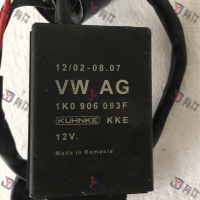 12/02-08.07
VW AG
1K0 906 093F
KUHNKE KKE
12V.
Made in Romania